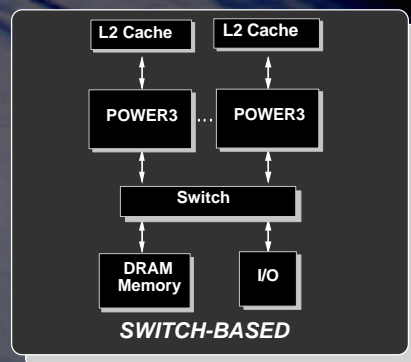 L2 Cache L2 Cache
POWER3 ... POWER3
Switch
DRAM
Memory
I/O
SWITCH-BASED